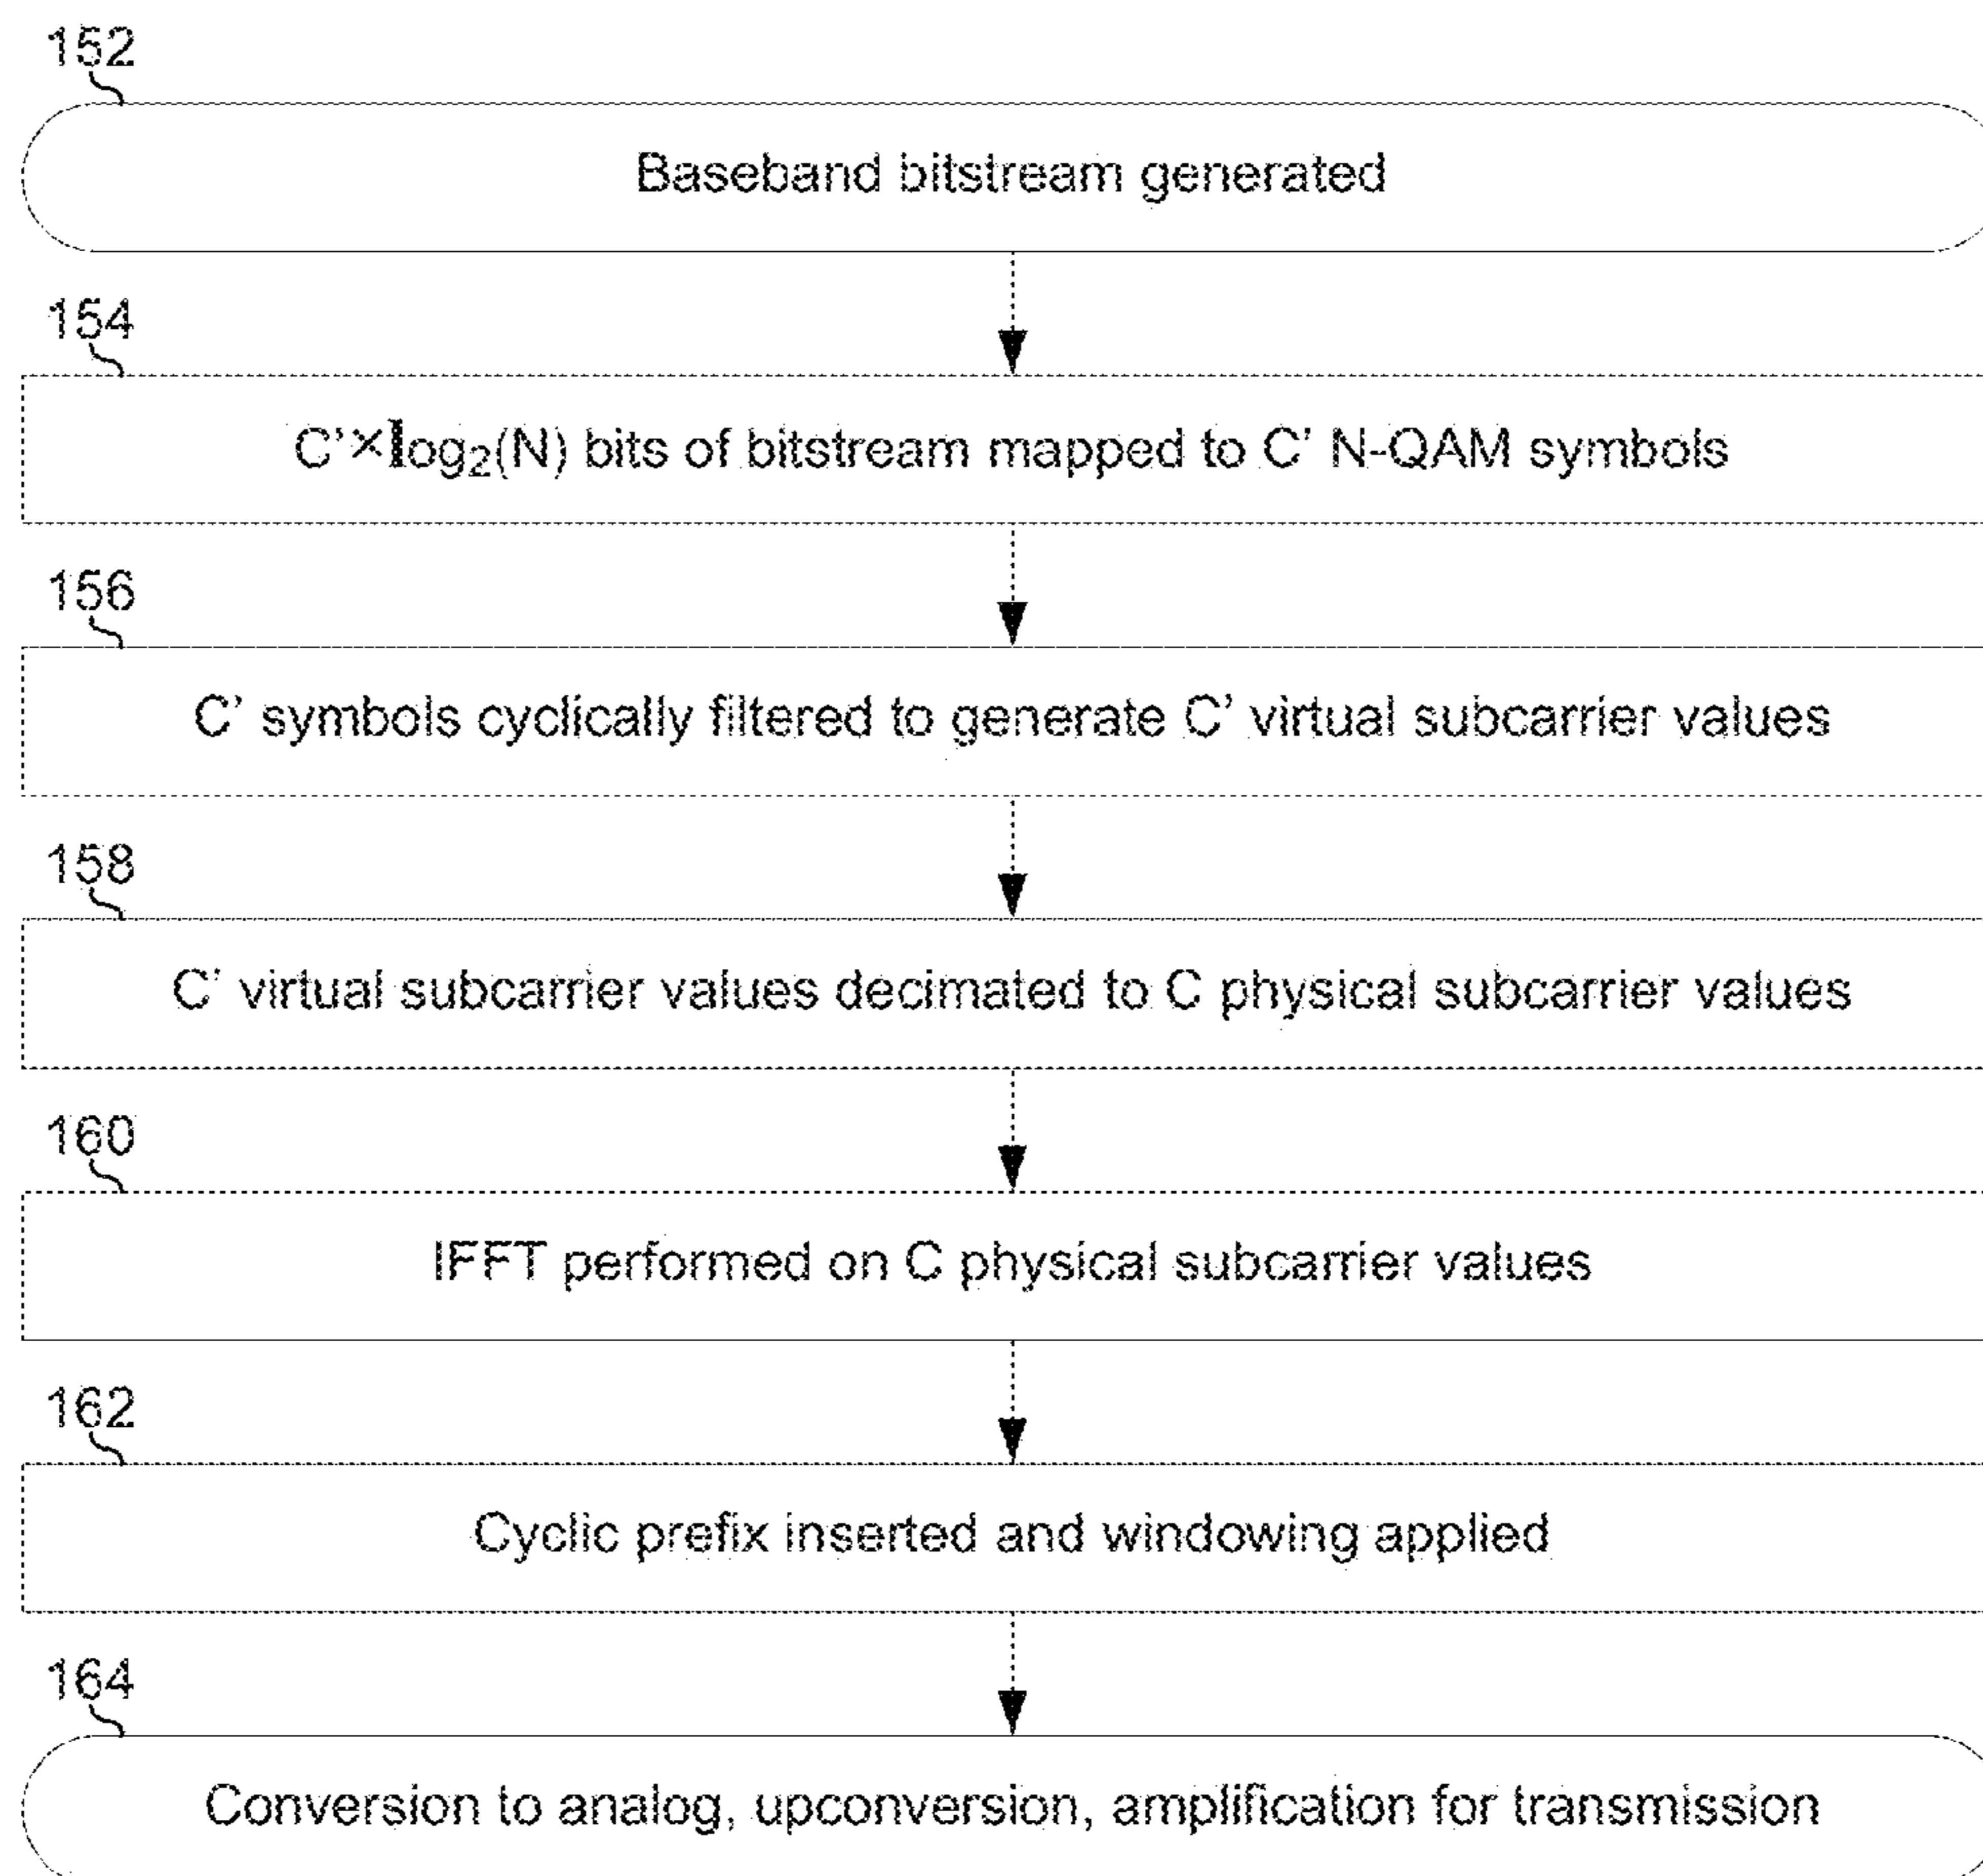 152
Baseband bitstream generated
154
C'×log₂(N) bits of bitstream mapped to C' N-QAM symbols
156
C' symbols cyclically filtered to generate C' virtual subcarrier values
158
C' virtual subcarrier values decimated to C physical subcarrier values
160
IFFT performed on C physical subcarrier values
162
Cyclic prefix inserted and windowing applied
164
Conversion to analog, upconversion, amplification for transmission